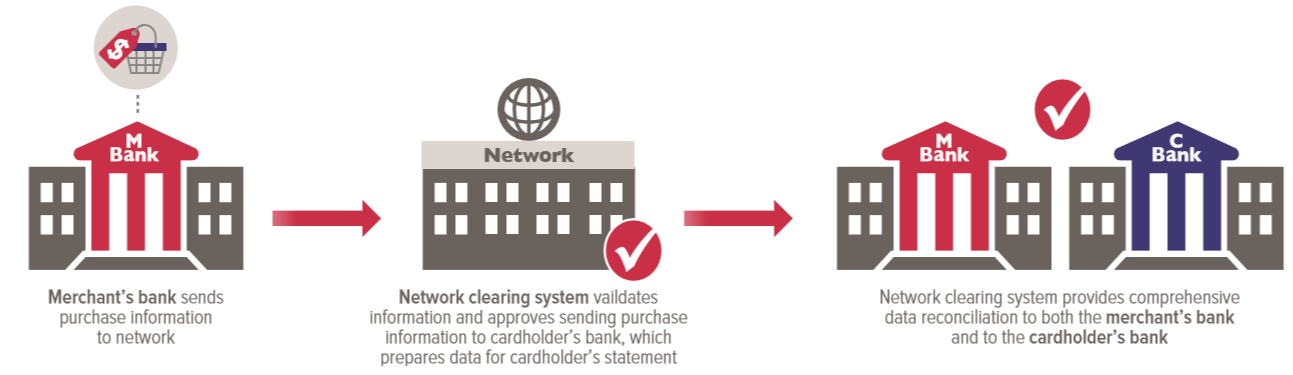 $
M
Bank
Merchant's bank sends
purchase information
to network
Network
Network clearing system vaildates
information and approves sending purchase
information to cardholder's bank, which
prepares data for cardholder's statement
M
Bank
C
Bank
Network clearing system provides comprehensive
data reconciliation to both the merchant's bank
and to the cardholder's bank